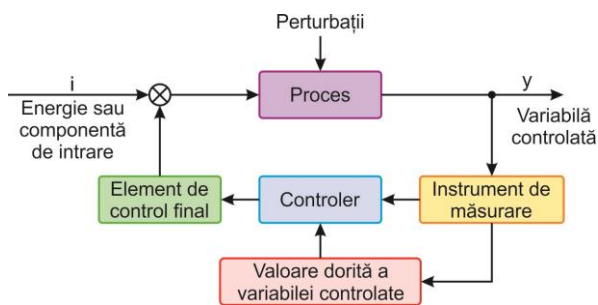 Perturbații
i
Proces
y
Energie sau
componentă
de intrare
Variabilă
controlată
Element de
control final
Controler
Instrument de
măsurare
Valoare dorită a
variabilei controlate